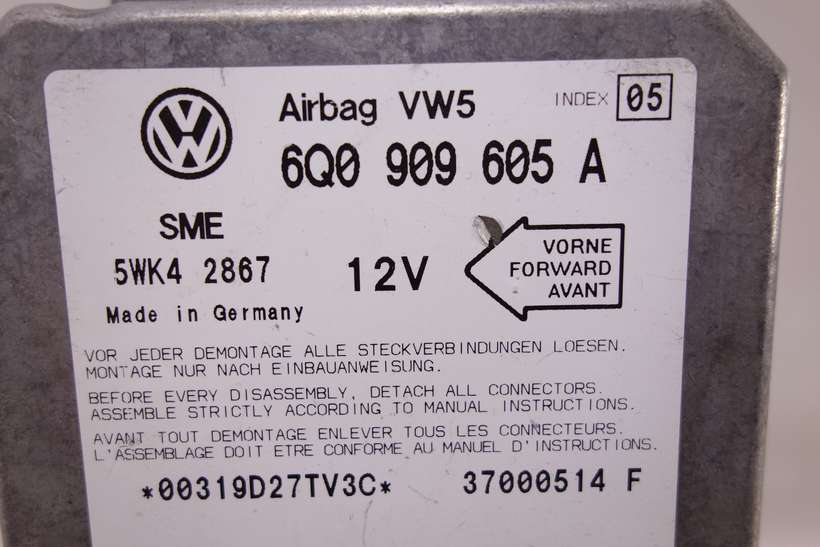 Airbag VW5 INDEX 05
6Q0 909 605 A
SME
5WK4 2867 12V
VORNE
FORWARD
AVANT
Made in Germany
VOR JEDER DEMONTAGE ALLE STECKVERBINDUNGEN LOESEN.
MONTAGE NUR NACH EINBAUANWEISUNG.
BEFORE EVERY DISASSEMBLY, DETACH ALL CONNECTORS.
ASSEMBLE STRICTLY ACCORDING TO MANUAL INSTRUCTIONS.
AVANT TOUT DEMONTAGE ENLEVER TOUS LES CONNECTEURS.
L'ASSEMBLAGE DOIT ETRE CONFORME AU MANUEL D'INSTRUCTIONS.
*00319D27TV3C* 37000514 F